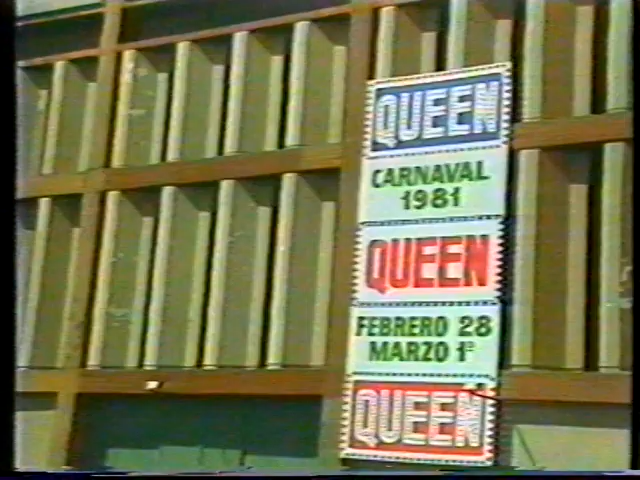 QUEEN
CARNAVAL
1981
QUEEN
FEBRERO 28
MARZO 1º
QUEEN